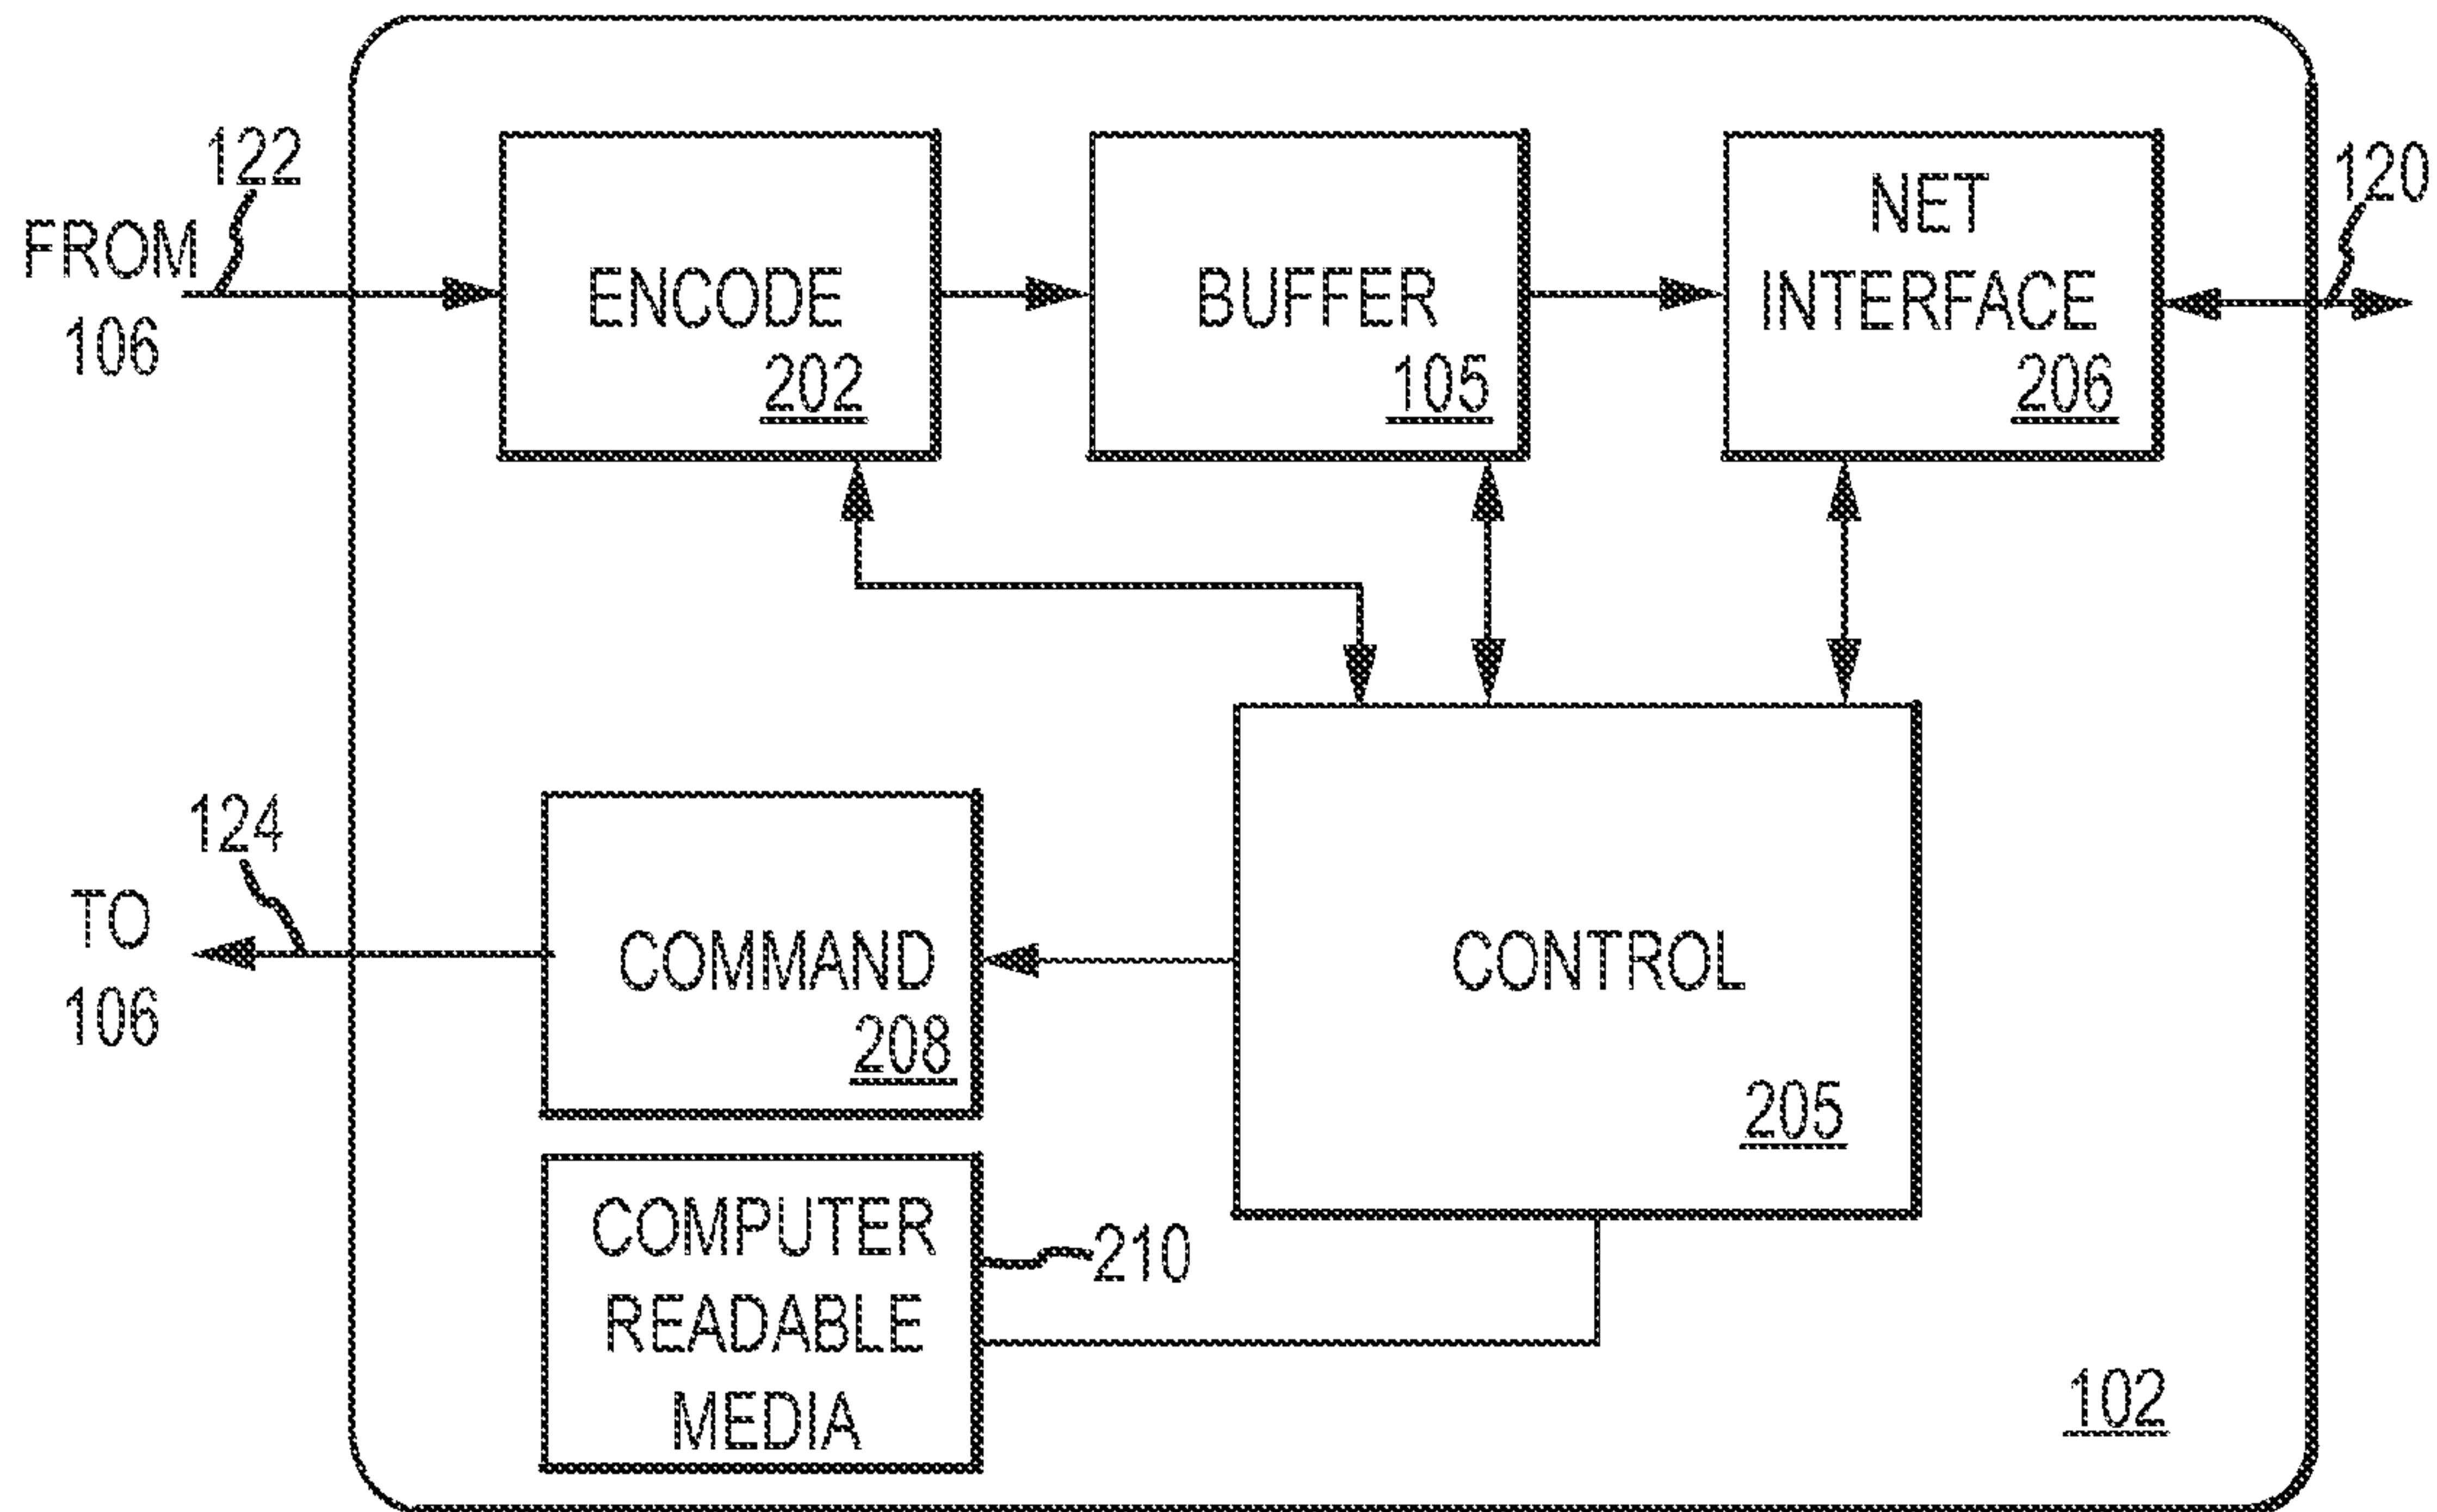 122
FROM
106
ENCODE
202
BUFFER
105
NET
INTERFACE
206
120
124
TO
106
COMMAND
208
CONTROL
205
COMPUTER
READABLE
MEDIA
210
102